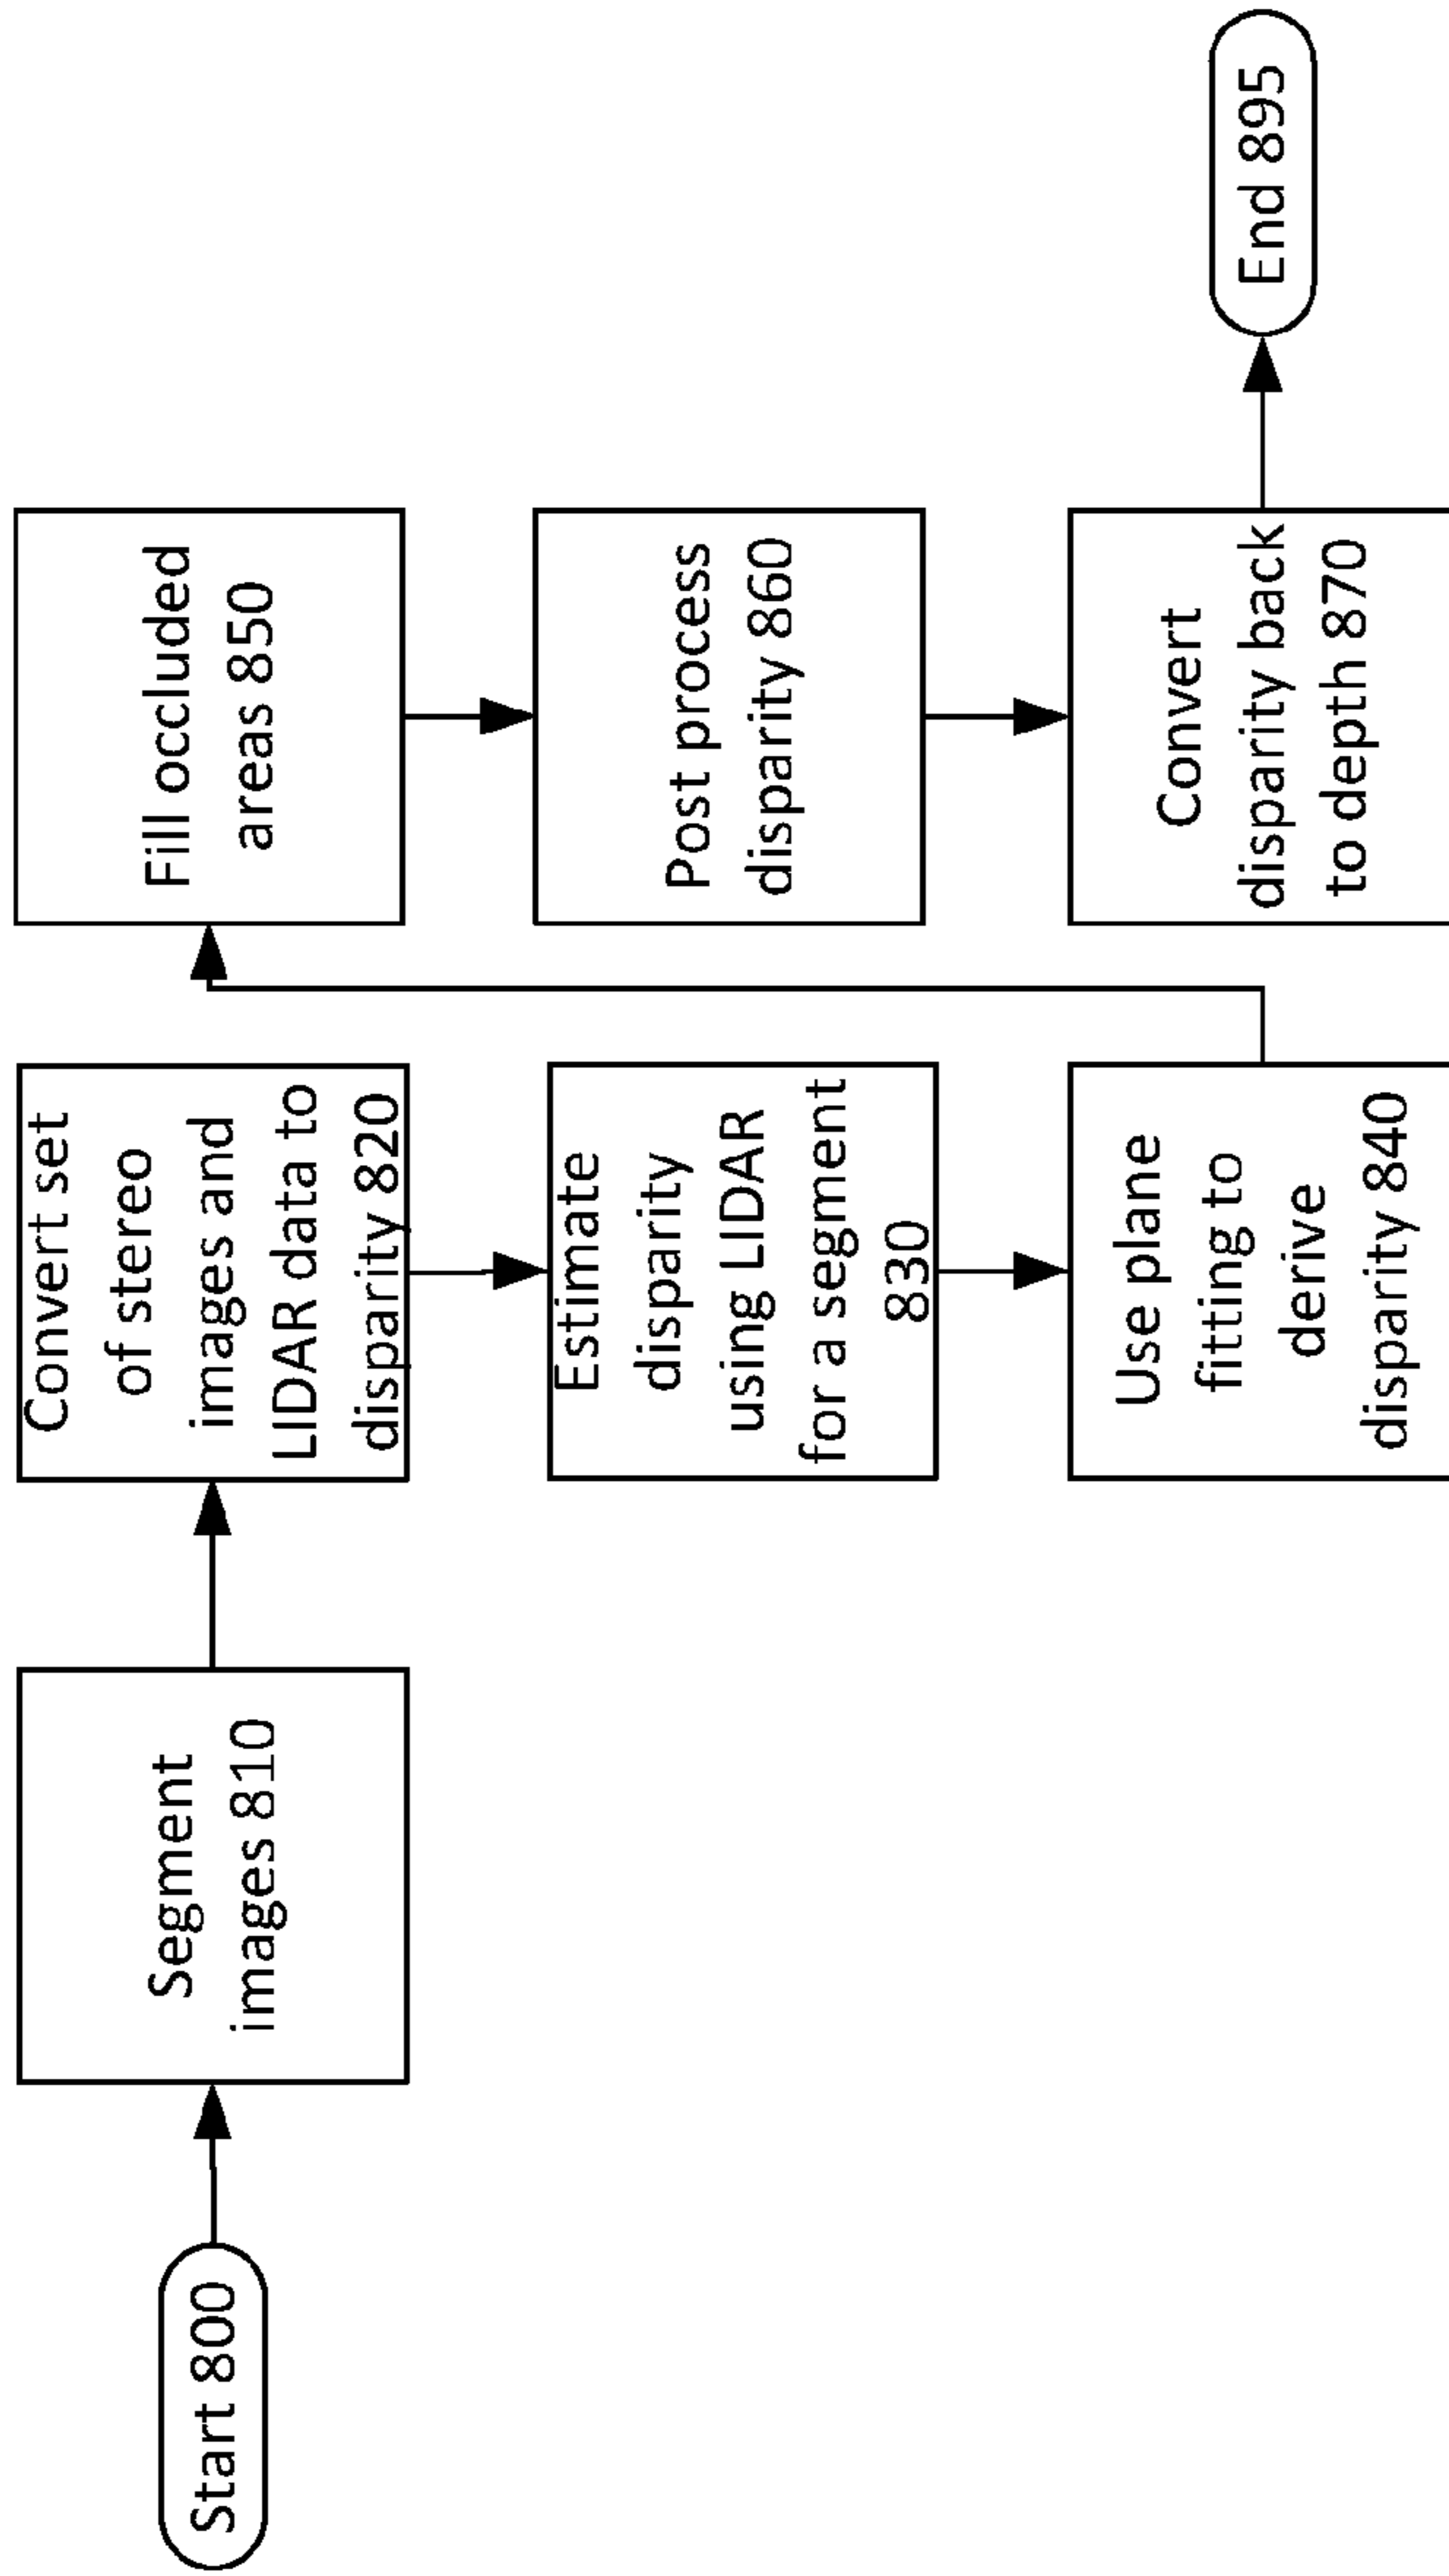 Start 800
Segment
images 810
Convert set
of stereo
images and
LIDAR data to
disparity 820
Estimate
disparity
using LIDAR
for a segment
830
Use plane
fitting to
derive
disparity 840
Fill occluded
areas 850
Post process
disparity 860
Convert
disparity back
to depth 870
End 895